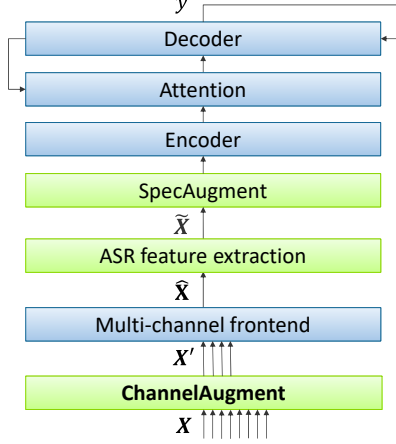 y
Decoder
Attention
Encoder
SpecAugment
X̃
ASR feature extraction
X̂
Multi-channel frontend
X′
ChannelAugment
X